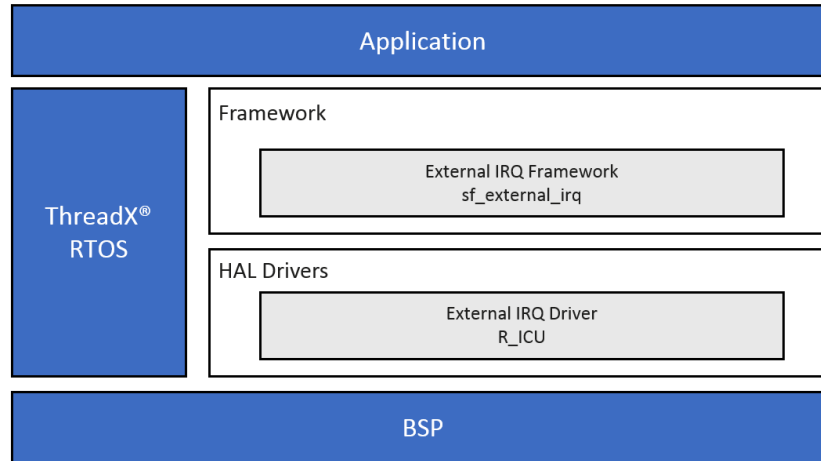 Application
ThreadX®
RTOS
Framework
External IRQ Framework
sf_external_irq
HAL Drivers
External IRQ Driver
R_ICU
BSP